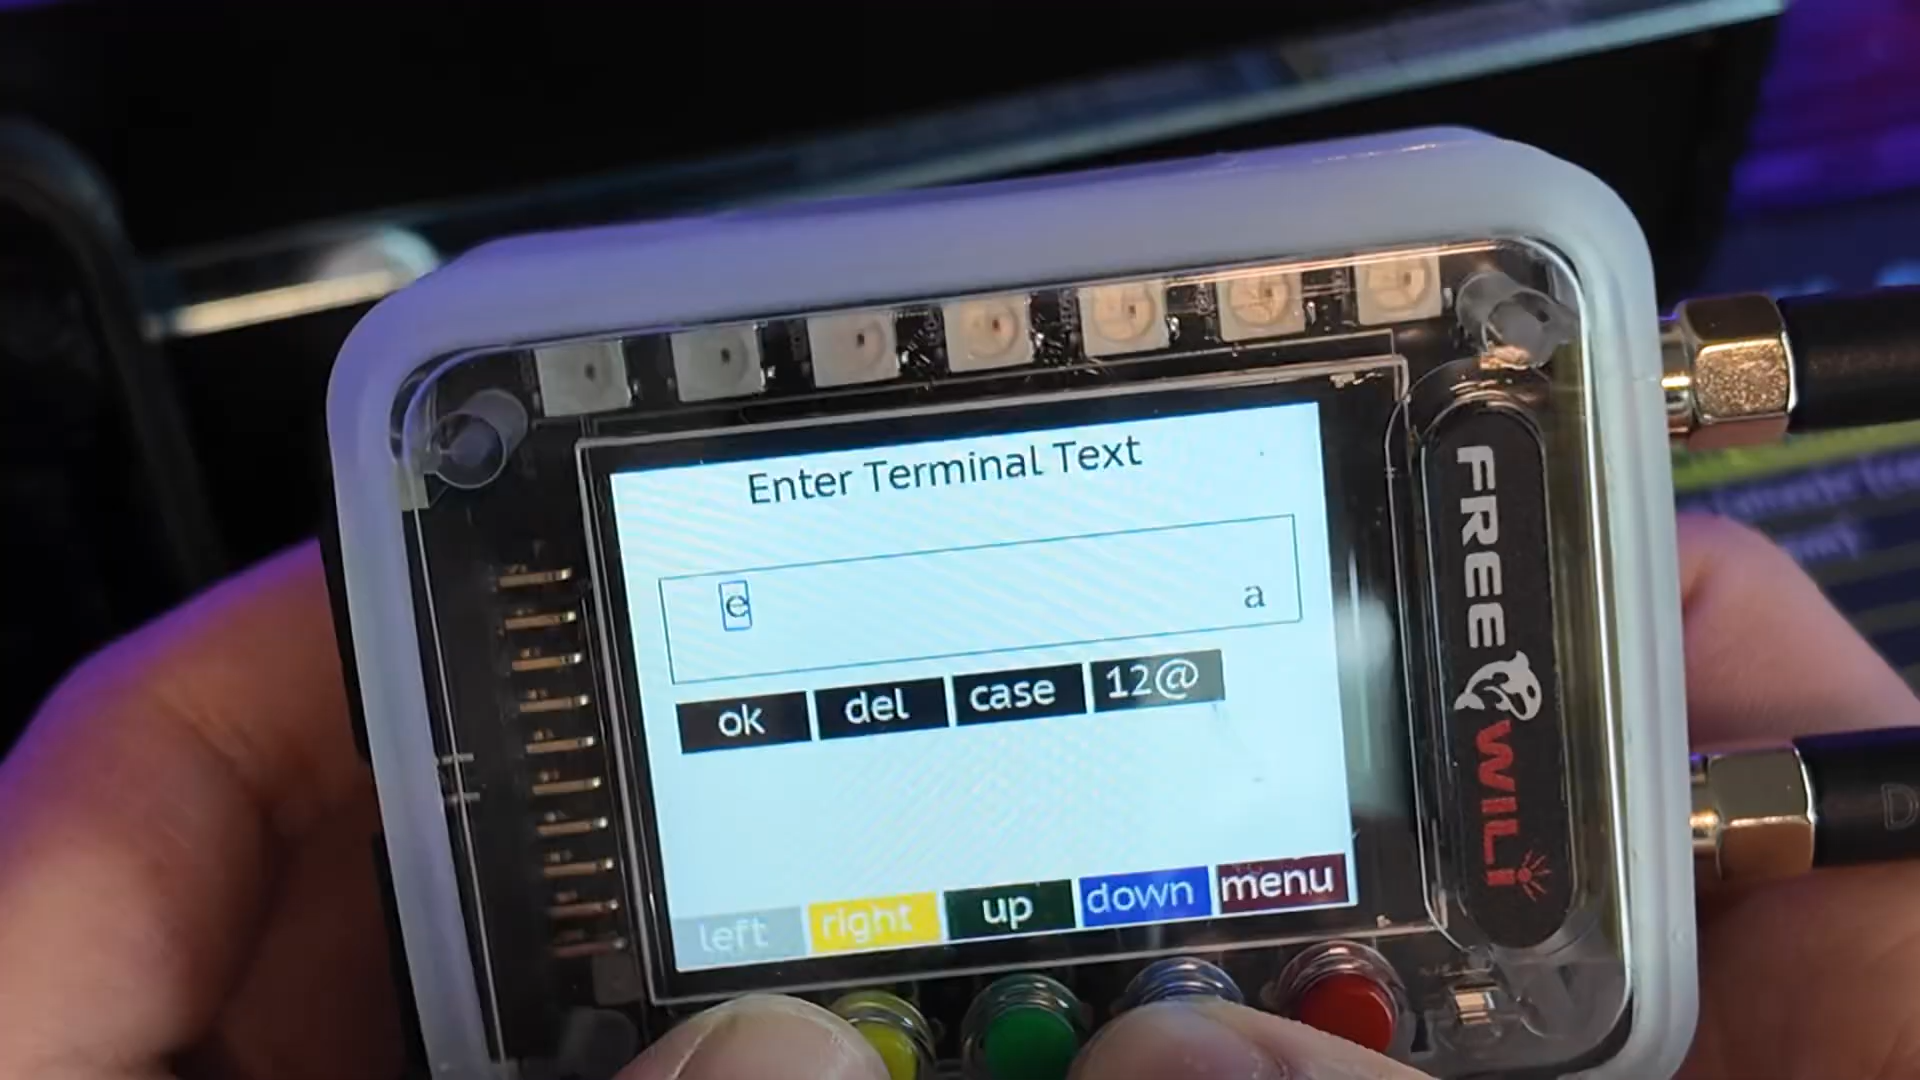 Enter Terminal Text
e a
ok del case 12@
left right up down menu
FREE WILi
D